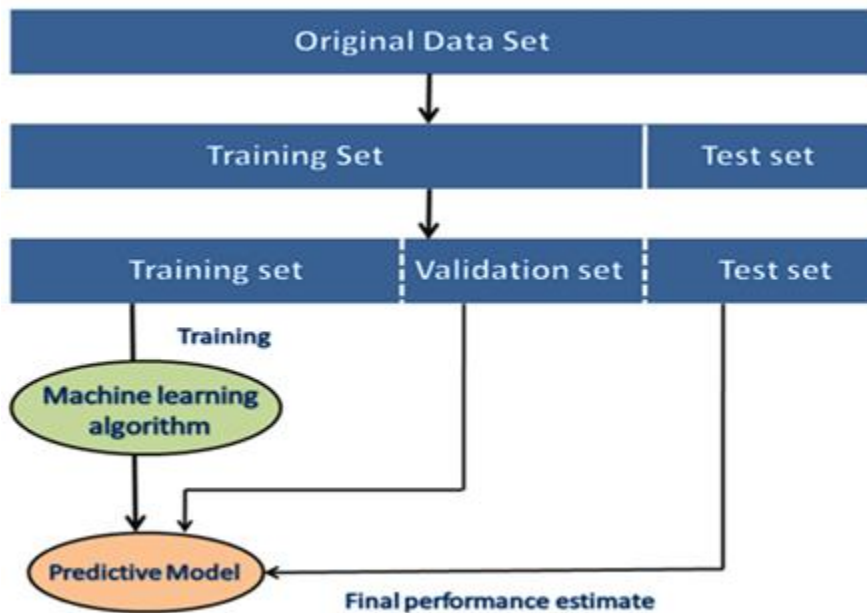 Original Data Set
Training Set
Test set
Training set
Validation set
Test set
Training
Machine learning
algorithm
Predictive Model
Final performance estimate